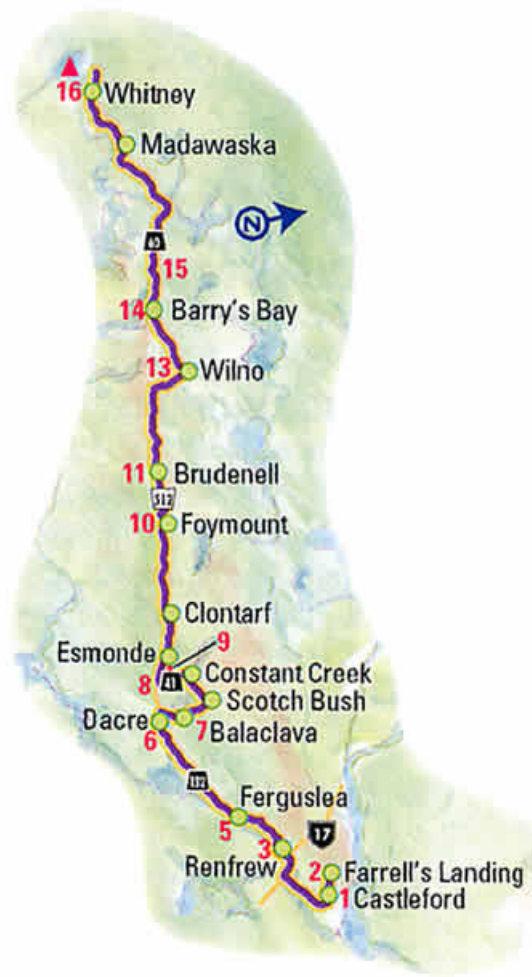 16 Whitney
Madawaska
N
60
15
14 Barry's Bay
13 Wilno
11 Brudenell
512
10 Foymount
Clontarf
9
Esmonde
Constant Creek
8 41
Scotch Bush
Dacre
6 7 Balaclava
132
Ferguslea
5
17
3
Renfrew
2 Farrell's Landing
1 Castleford